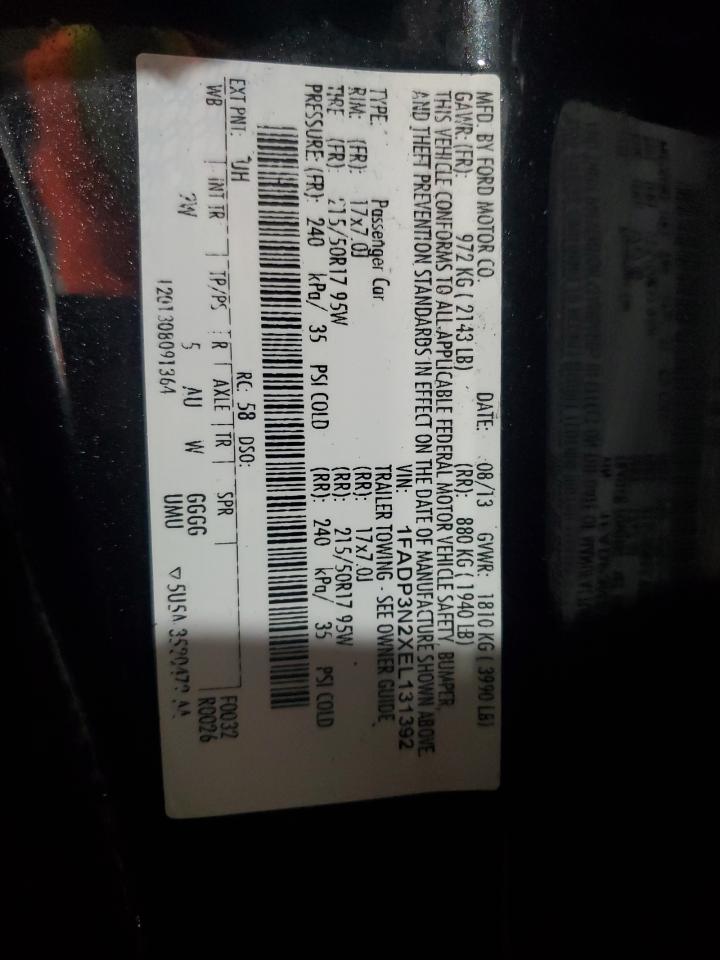 MFD. BY FORD MOTOR CO. DATE: 08/13 GVWR: 1810 KG ( 3990 LB)
GAWR: (FR): 972 KG ( 2143 LB) (RR): 880 KG ( 1940 LB)
THIS VEHICLE CONFORMS TO ALL APPLICABLE FEDERAL MOTOR VEHICLE SAFETY, BUMPER,
AND THEFT PREVENTION STANDARDS IN EFFECT ON THE DATE OF MANUFACTURE SHOWN ABOVE.
VIN: 1FADP3N2XEL131392
TYPE: Passenger Car TRAILER TOWING - SEE OWNER GUIDE
RIM: (FR): 17x7.0J (RR): 17x7.0J
TIRE (FR): 215/50R17 95W (RR): 215/50R17 95W
PRESSURE (FR): 240 kPa/ 35 PSI COLD (RR): 240 kPa/ 35 PSI COLD
RC: 58 DSO: F0032
EXT PNT: UH R0026
WB INT TR TP/PS R AXLE TR SPR
2W 5 AU W GGGG
UMU
1201308091364